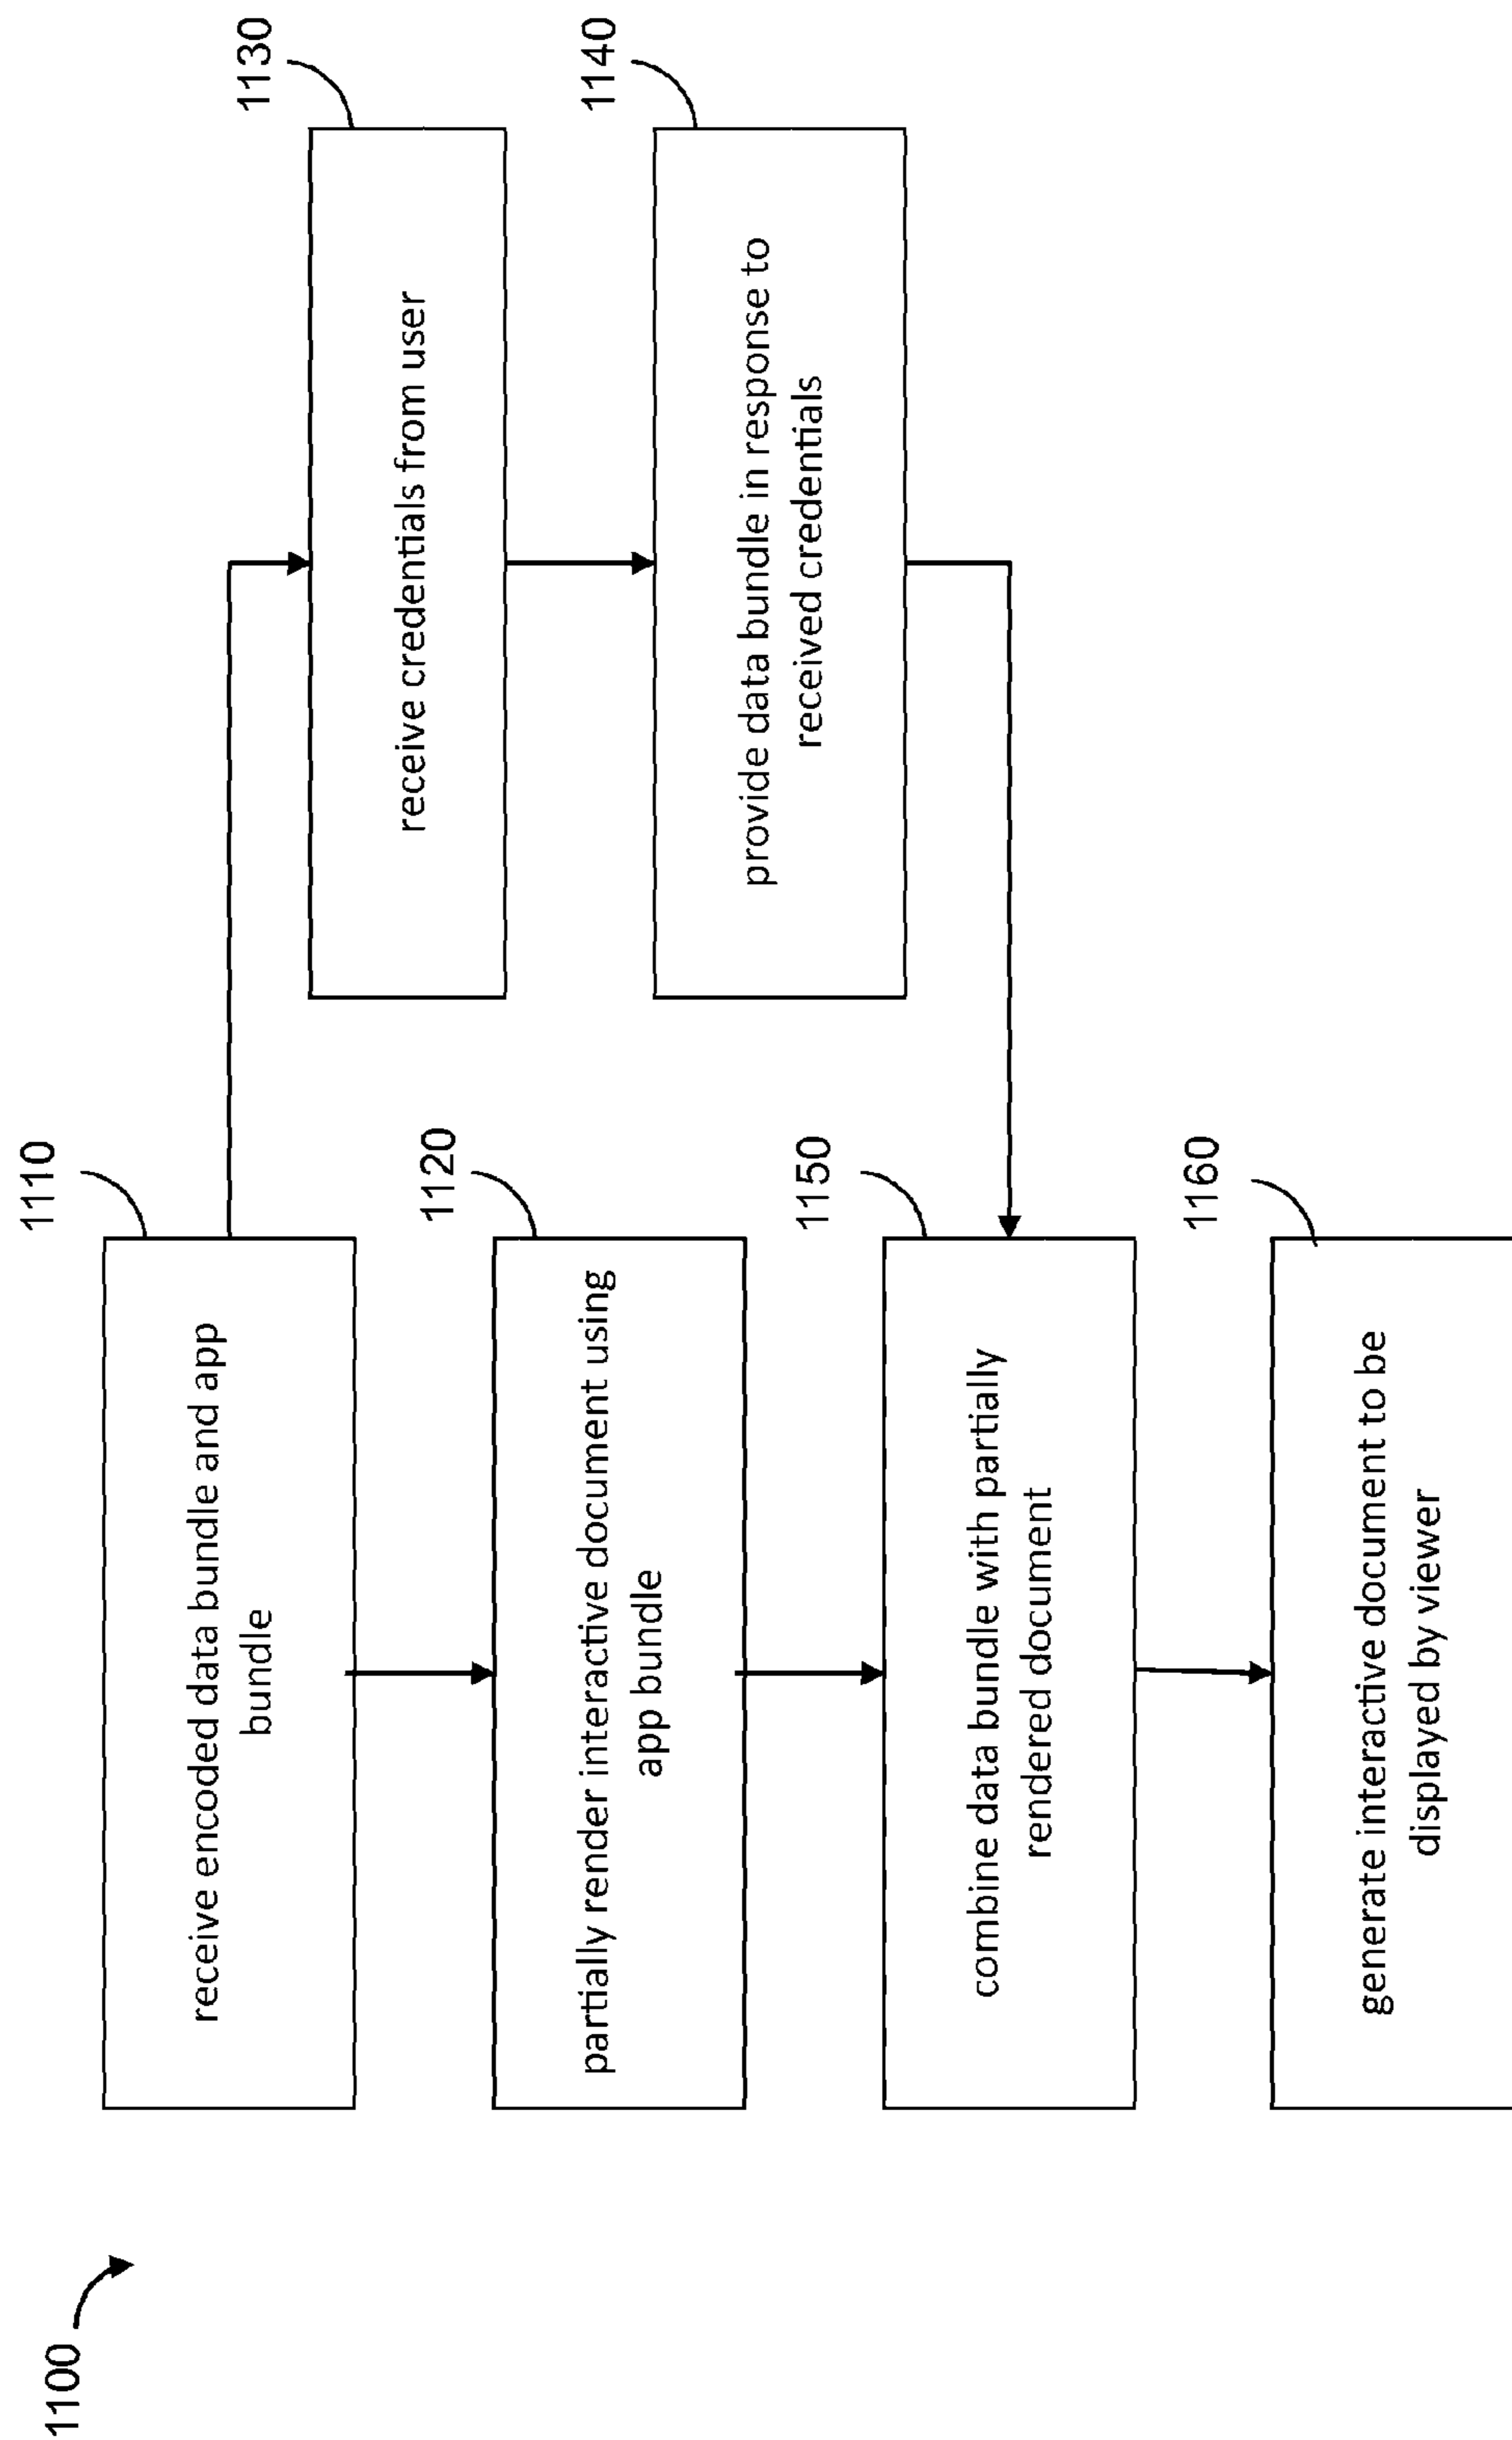 1100
1110
receive encoded data bundle and app
bundle
1120
partially render interactive document using
app bundle
1130
receive credentials from user
1140
provide data bundle in response to
received credentials
1150
combine data bundle with partially
rendered document
1160
generate interactive document to be
displayed by viewer